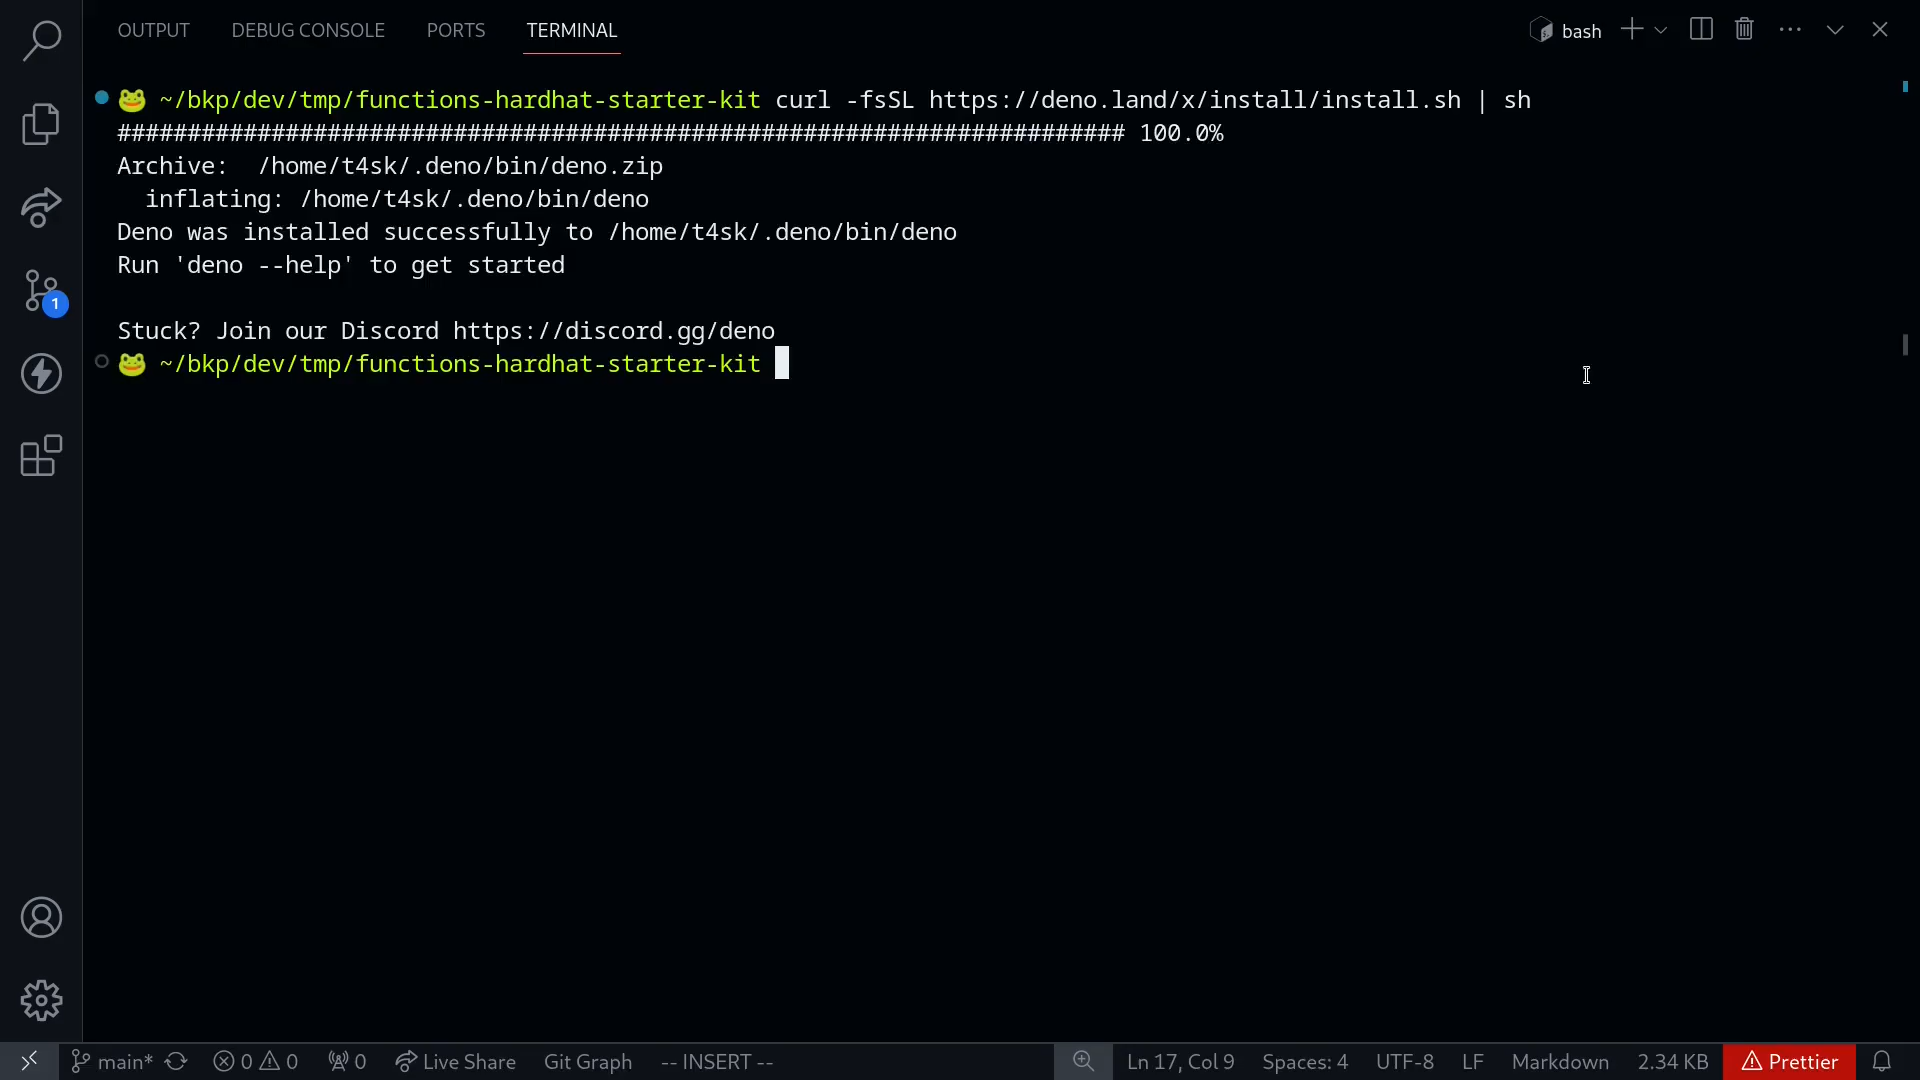 OUTPUT DEBUG CONSOLE PORTS TERMINAL bash
~/bkp/dev/tmp/functions-hardhat-starter-kit curl -fsSL https://deno.land/x/install/install.sh | sh
######################################################################## 100.0%
Archive:  /home/t4sk/.deno/bin/deno.zip
  inflating: /home/t4sk/.deno/bin/deno
Deno was installed successfully to /home/t4sk/.deno/bin/deno
Run 'deno --help' to get started
Stuck? Join our Discord https://discord.gg/deno
~/bkp/dev/tmp/functions-hardhat-starter-kit
1
main* 0 0 0 Live Share Git Graph -- INSERT -- Ln 17, Col 9 Spaces: 4 UTF-8 LF Markdown 2.34 KB Prettier